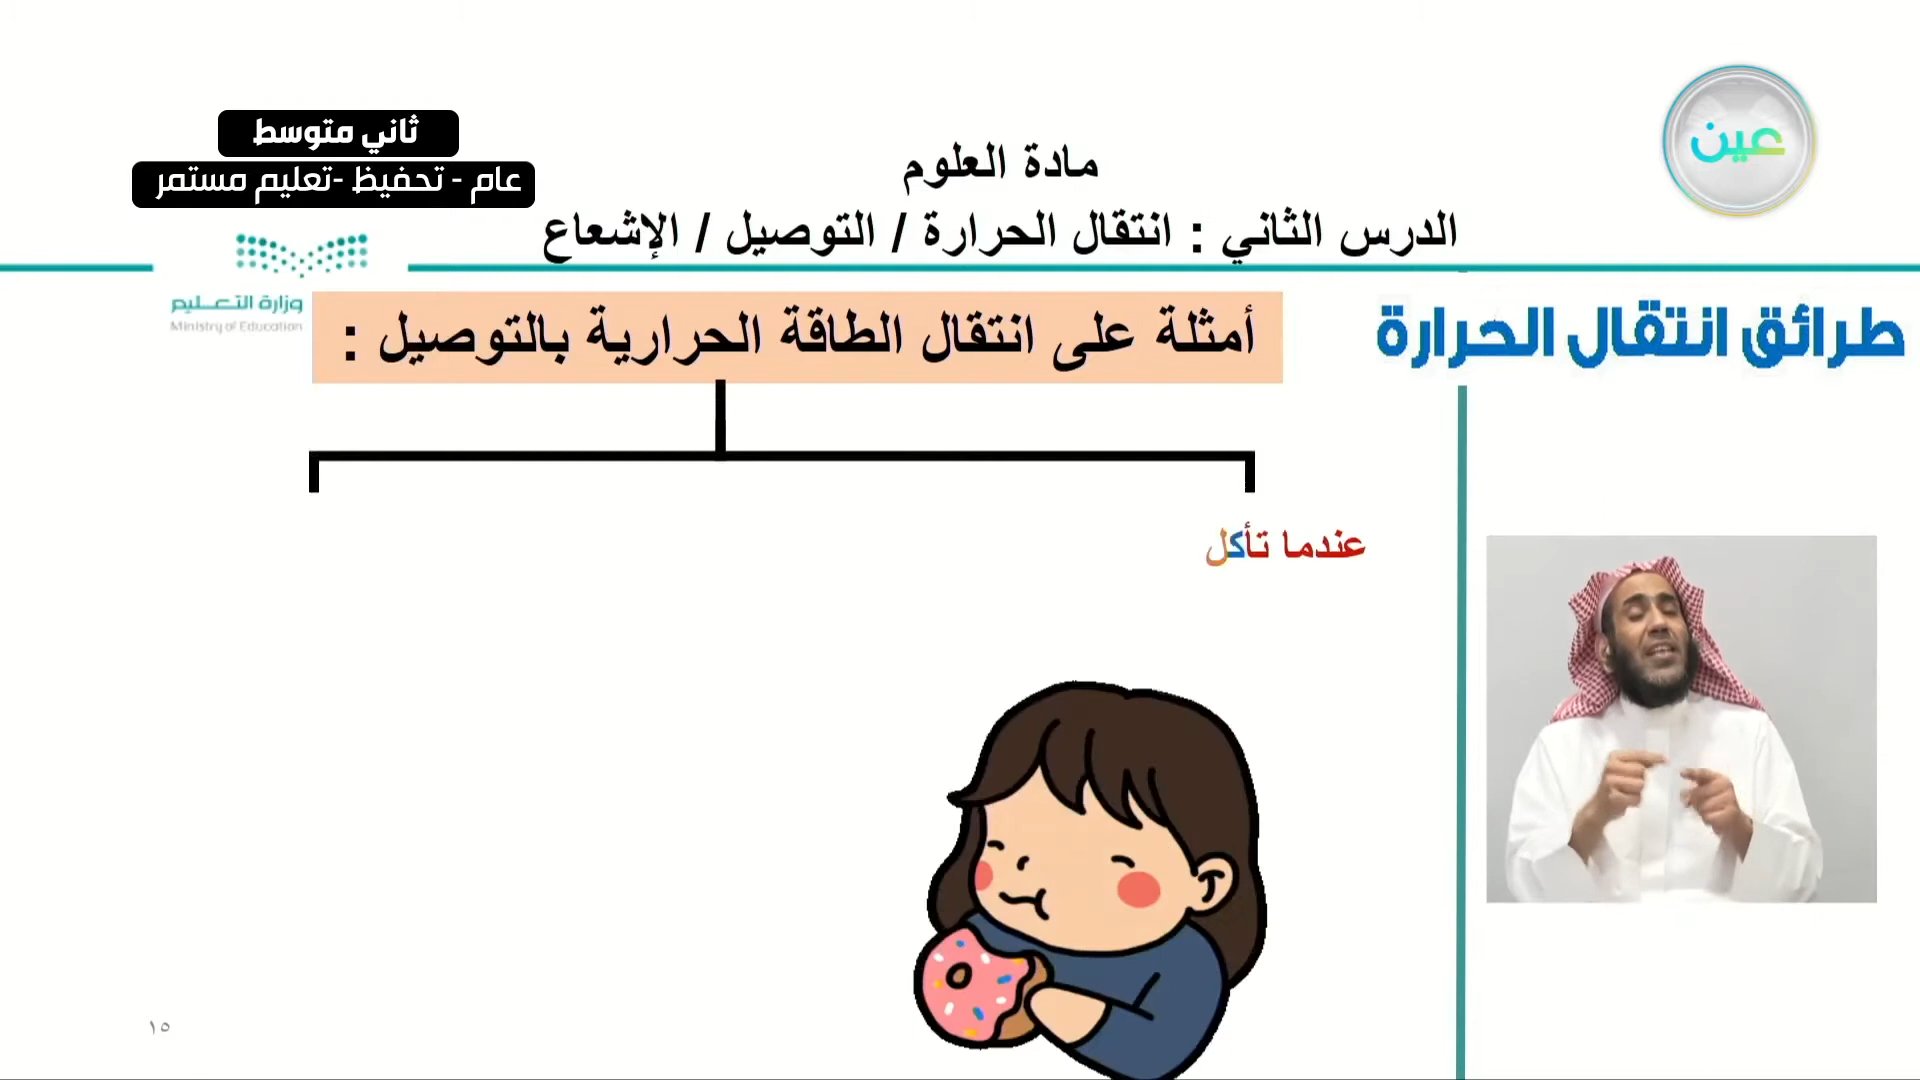 عين
ثاني متوسط
عام - تحفيظ -تعليم مستمر
مادة العلوم
الدرس الثاني : انتقال الحرارة / التوصيل / الإشعاع
وزارة التعليم
Ministry of Education
طرائق انتقال الحرارة
أمثلة على انتقال الطاقة الحرارية بالتوصيل :
عندما تأكل
١٥